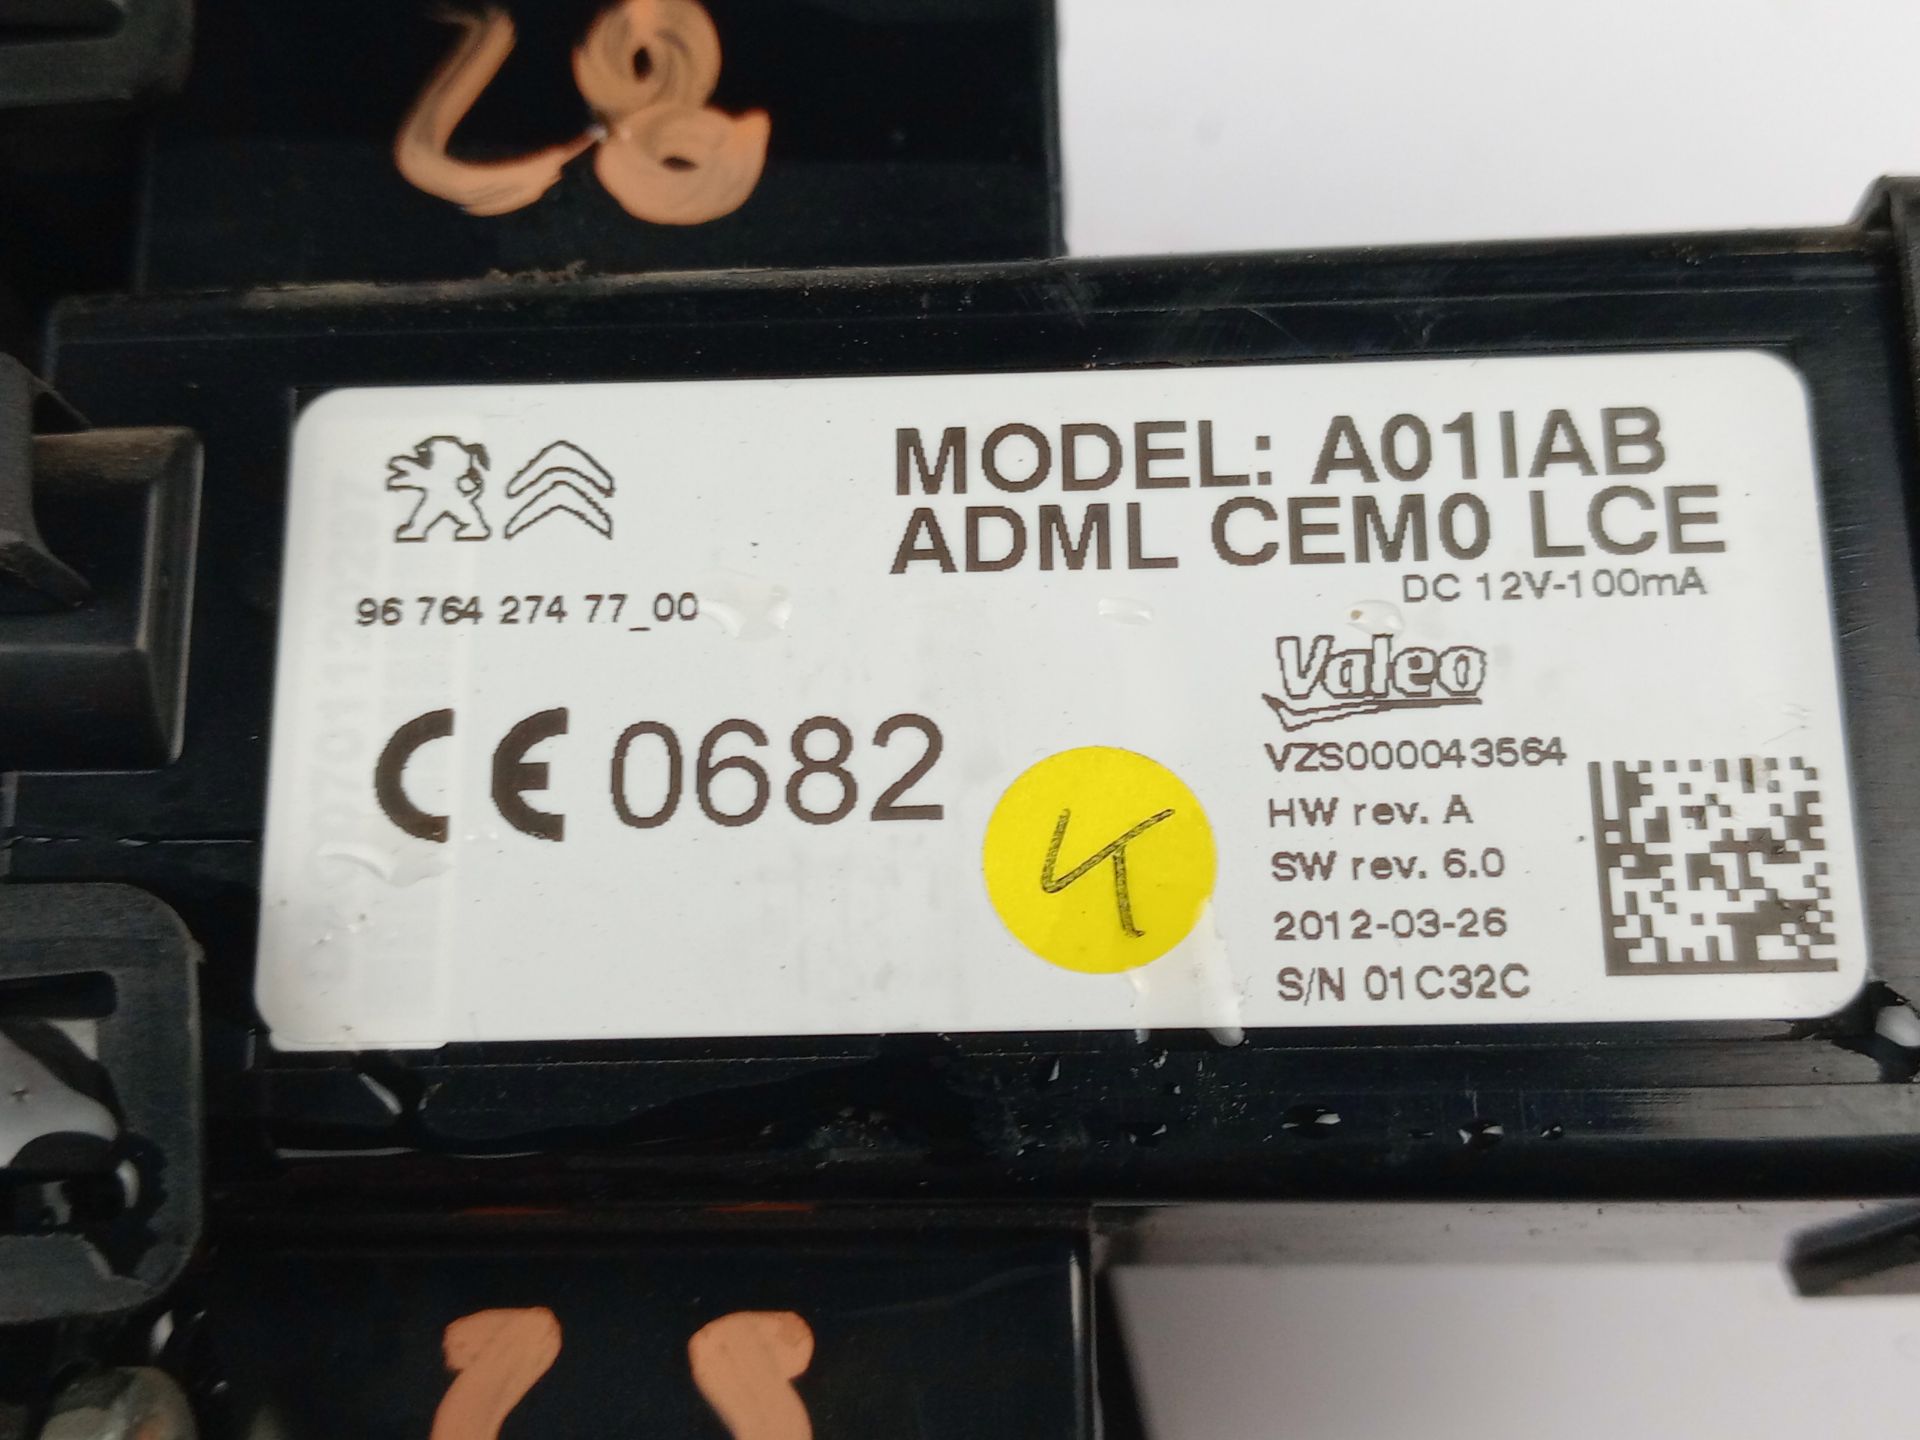 MODEL: A01IAB
ADML CEM0 LCE
DC 12V-100mA
96 764 274 77_00
Valeo
CE 0682
VZS000043564
HW rev. A
SW rev. 6.0
2012-03-26
S/N 01C32C